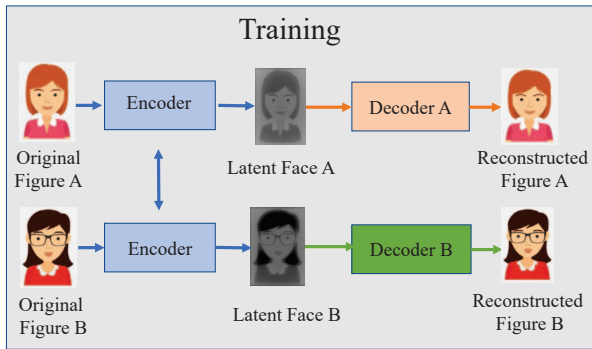 Training
Encoder
Decoder A
Original
Figure A
Latent Face A
Reconstructed
Figure A
Encoder
Decoder B
Original
Figure B
Latent Face B
Reconstructed
Figure B